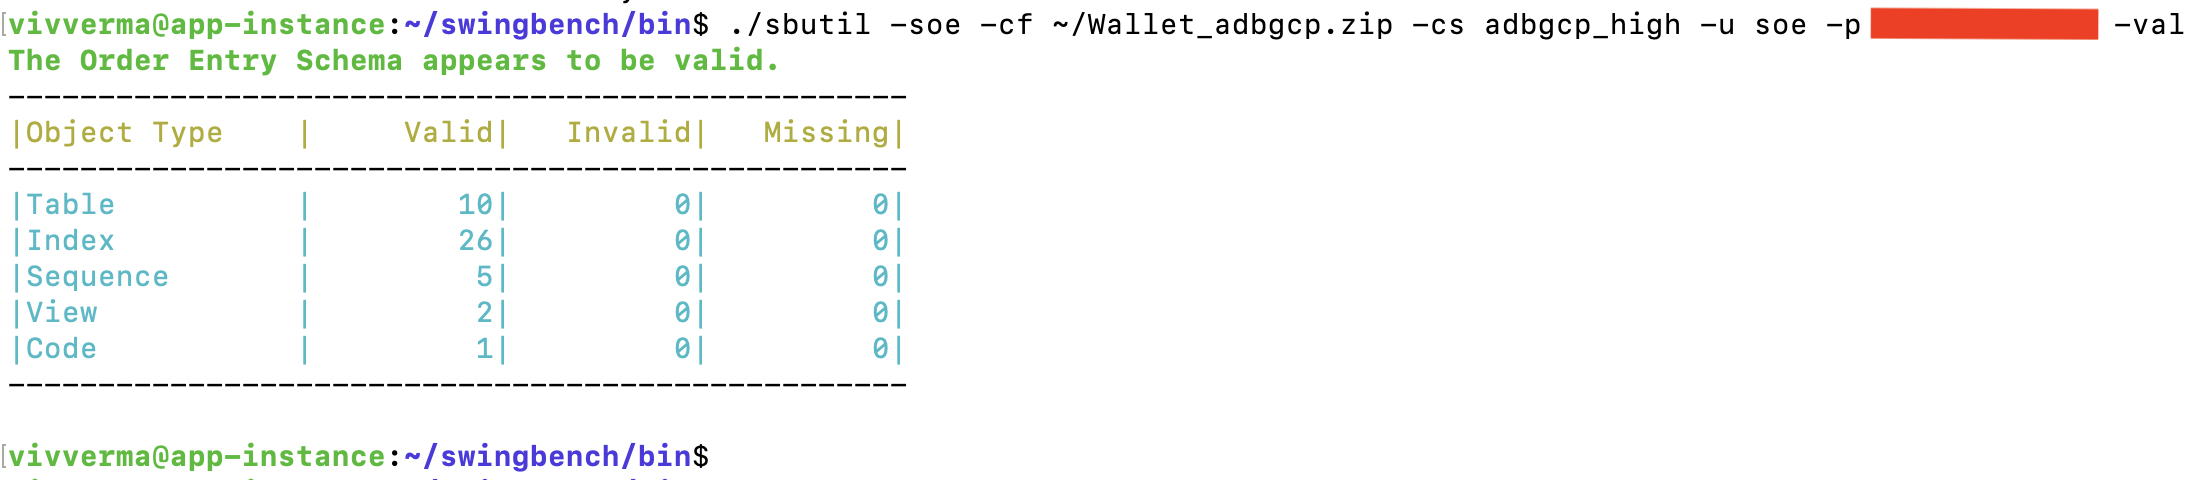 vivverma@app-instance:~/swingbench/bin$ ./sbutil -soe -cf ~/Wallet_adbgcp.zip -cs adbgcp_high -u soe -p -val
The Order Entry Schema appears to be valid.
--------------------------------------------------
|Object Type    |     Valid|   Invalid|   Missing|
--------------------------------------------------
|Table          |        10|         0|         0|
|Index          |        26|         0|         0|
|Sequence       |         5|         0|         0|
|View           |         2|         0|         0|
|Code           |         1|         0|         0|
--------------------------------------------------
vivverma@app-instance:~/swingbench/bin$